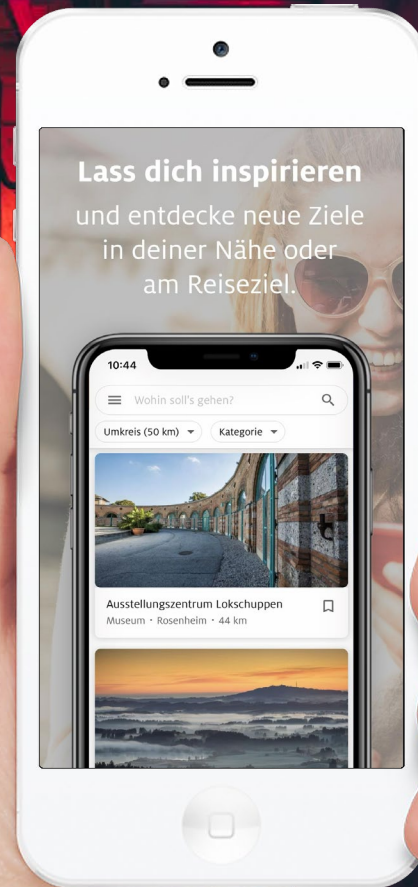 Lass dich inspirieren
und entdecke neue Ziele
in deiner Nähe oder
am Reiseziel.
10:44
Wohin soll's gehen?
Umkreis (50 km) Kategorie
Ausstellungszentrum Lokschuppen
Museum · Rosenheim · 44 km